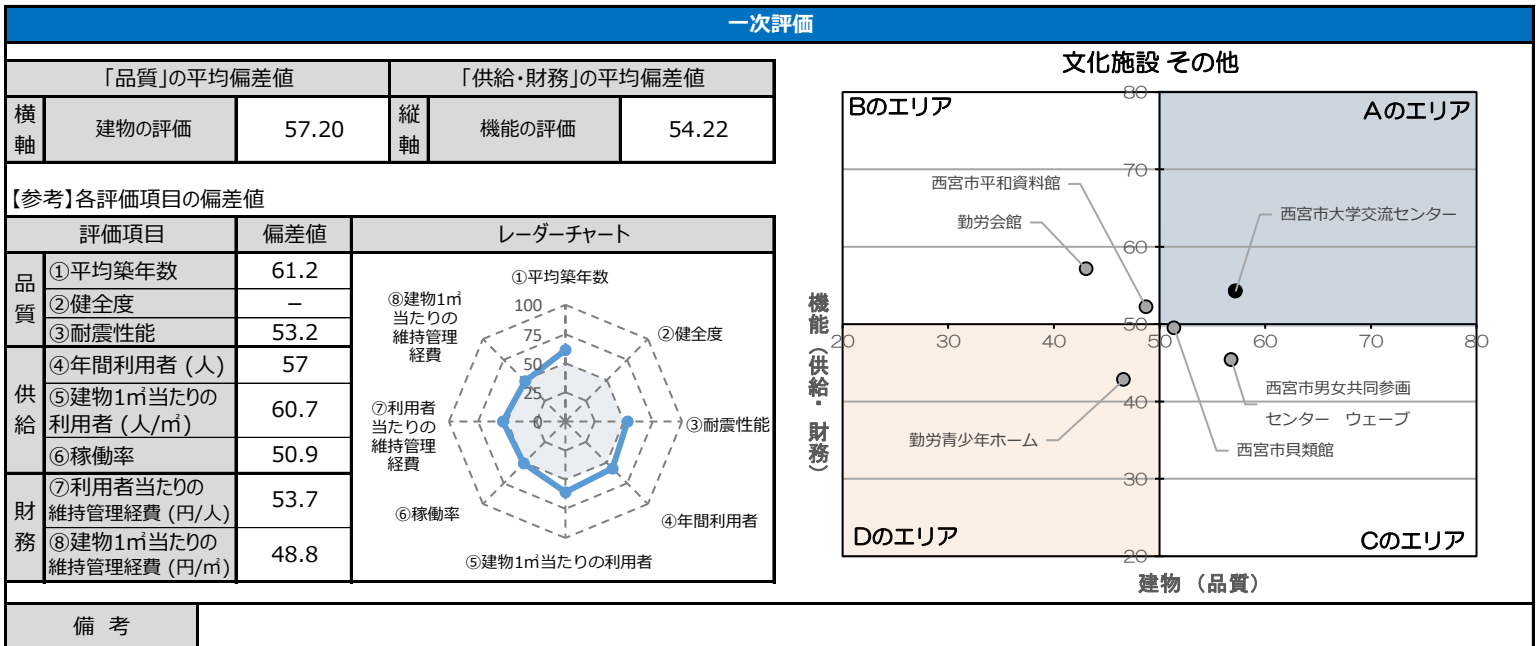 一次評価
「品質」の平均偏差値
「供給・財務」の平均偏差値
横軸
建物の評価
57.20
縦軸
機能の評価
54.22
【参考】各評価項目の偏差値
評価項目
偏差値
レーダーチャート
品質
①平均築年数
61.2
②健全度
－
③耐震性能
53.2
供給
④年間利用者 (人)
57
⑤建物1㎡当たりの
利用者 (人/㎡)
60.7
⑥稼働率
50.9
財務
⑦利用者当たりの
維持管理経費 (円/人)
53.7
⑧建物1㎡当たりの
維持管理経費 (円/㎡)
48.8
①平均築年数
②健全度
③耐震性能
④年間利用者
⑤建物1㎡当たりの利用者
⑥稼働率
⑦利用者
当たりの
維持管理
経費
⑧建物1㎡
当たりの
維持管理
経費
100
75
50
25
0
文化施設 その他
Bのエリア
Aのエリア
Dのエリア
Cのエリア
80
70
60
50
40
30
20
20
30
40
50
60
70
80
西宮市平和資料館
勤労会館
西宮市大学交流センター
西宮市男女共同参画
センター　ウェーブ
西宮市貝類館
勤労青少年ホーム
機能（供給・財務）
建物 （品質）
備 考